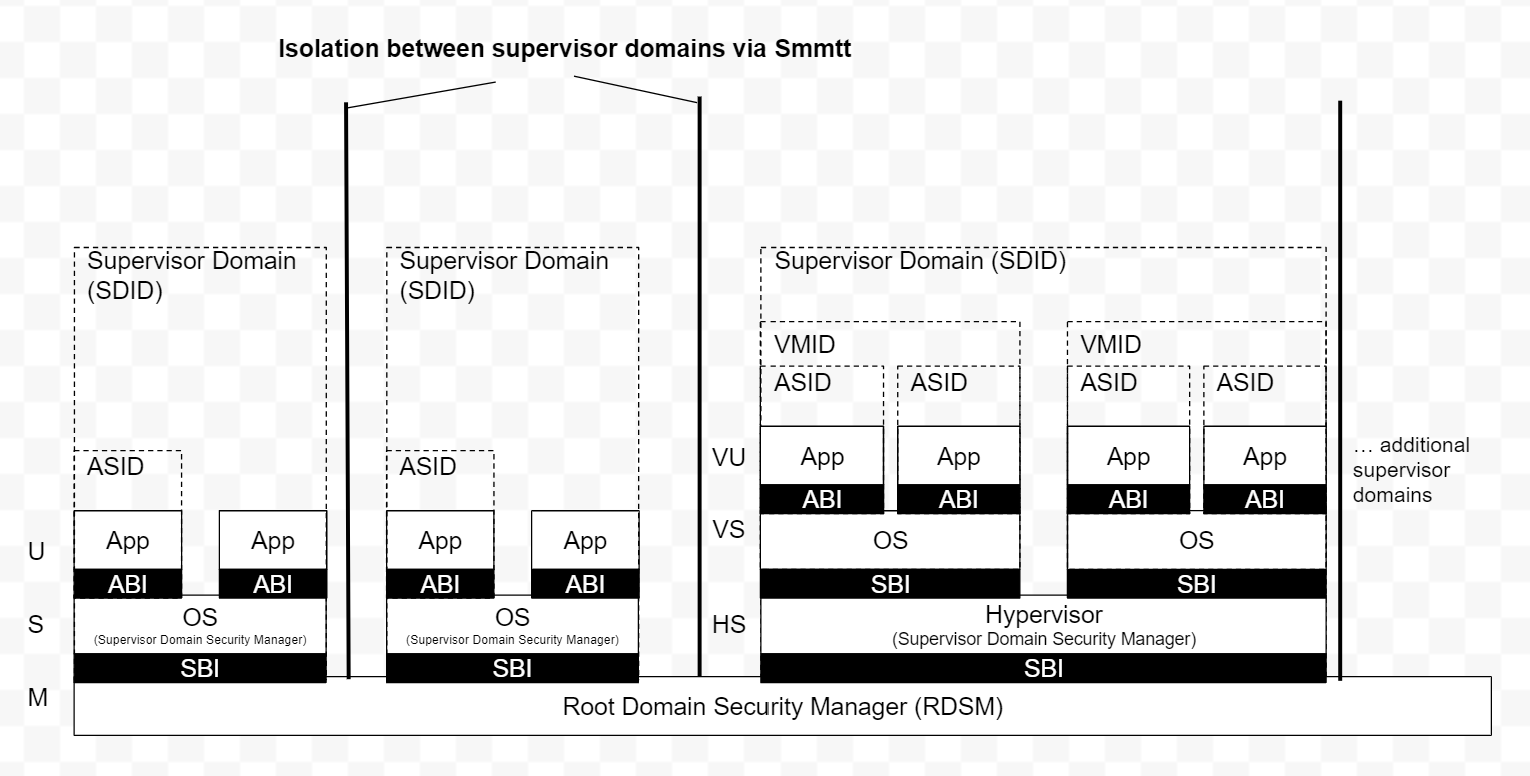 Isolation between supervisor domains via Smmtt
Supervisor Domain
(SDID)
Supervisor Domain
(SDID)
Supervisor Domain (SDID)
VMID
VMID
ASID
ASID
ASID
ASID
ASID
ASID
VU
App
App
App
App
ABI
ABI
ABI
ABI
… additional
supervisor
domains
U
App
App
App
App
VS
OS
OS
ABI
ABI
ABI
ABI
SBI
SBI
S
OS
(Supervisor Domain Security Manager)
OS
(Supervisor Domain Security Manager)
HS
Hypervisor
(Supervisor Domain Security Manager)
SBI
SBI
SBI
M
Root Domain Security Manager (RDSM)